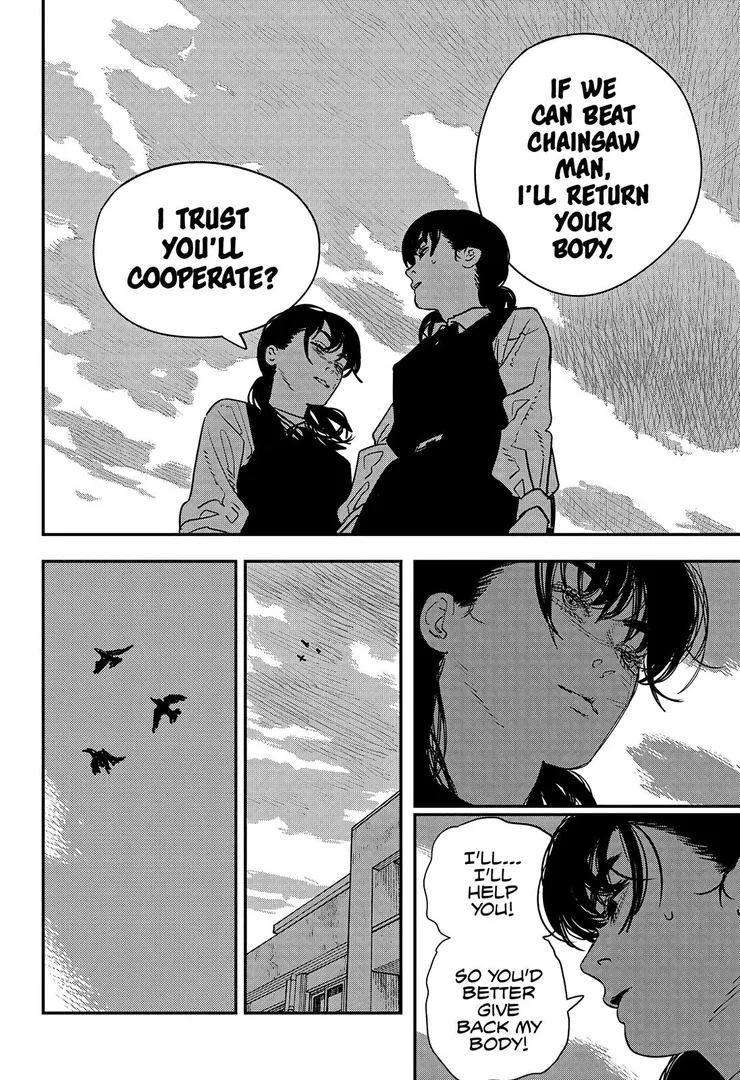 IF WE
CAN BEAT
CHAINSAW
MAN,
I'LL RETURN
YOUR
BODY.
I TRUST
YOU'LL
COOPERATE?
I'LL...
I'LL
HELP
YOU!
SO YOU'D
BETTER
GIVE
BACK MY
BODY!